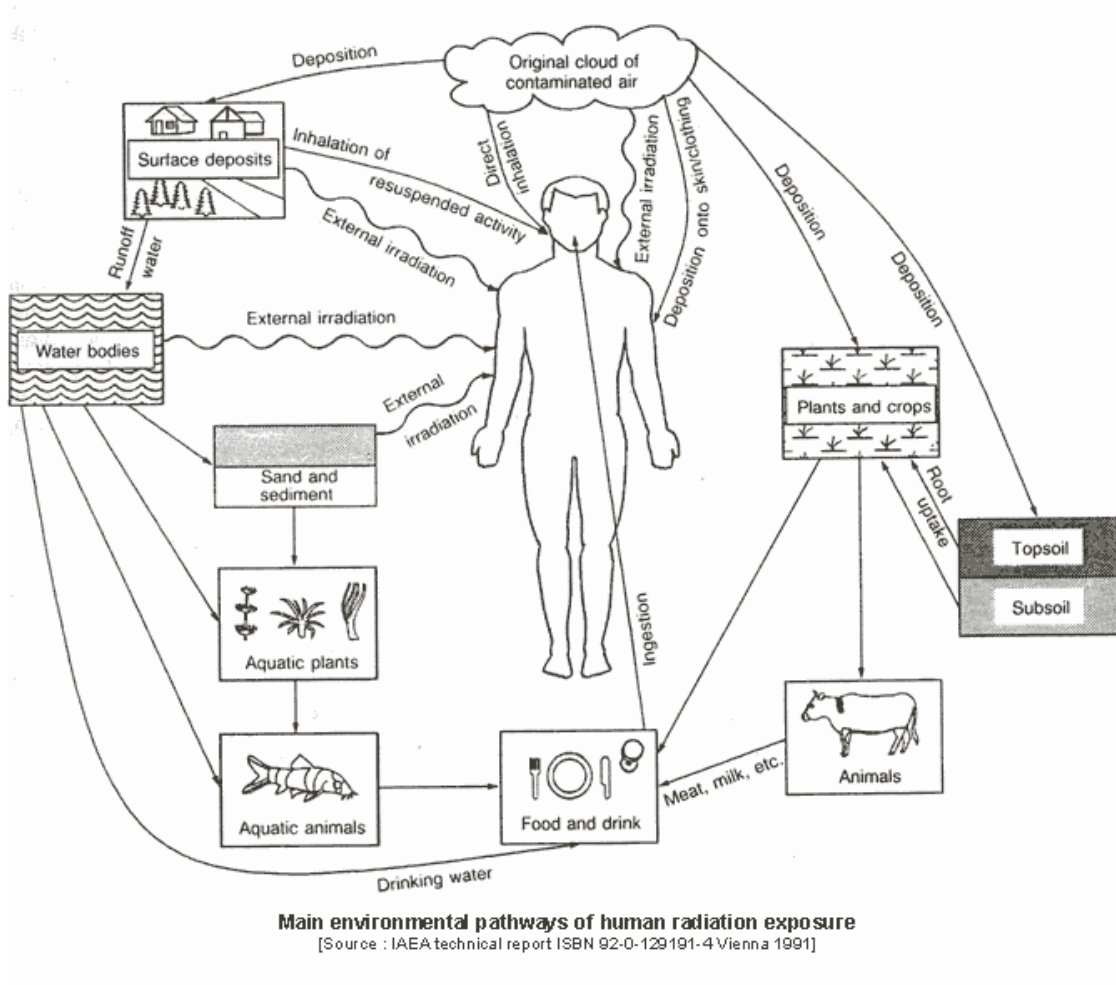 Original cloud of
contaminated air
Deposition
Surface deposits
Inhalation of
resuspended activity
External irradiation
Direct
inhalation
External irradiation
Deposition onto skin/clothing
Deposition
Deposition
Runoff
water
Water bodies
External irradiation
External
irradiation
Sand and
sediment
Plants and crops
Root
uptake
Topsoil
Subsoil
Aquatic plants
Ingestion
Aquatic animals
Food and drink
Meat, milk, etc.
Animals
Drinking water
Main environmental pathways of human radiation exposure
[Source : IAEA technical report ISBN 92-0-129191-4 Vienna 1991]